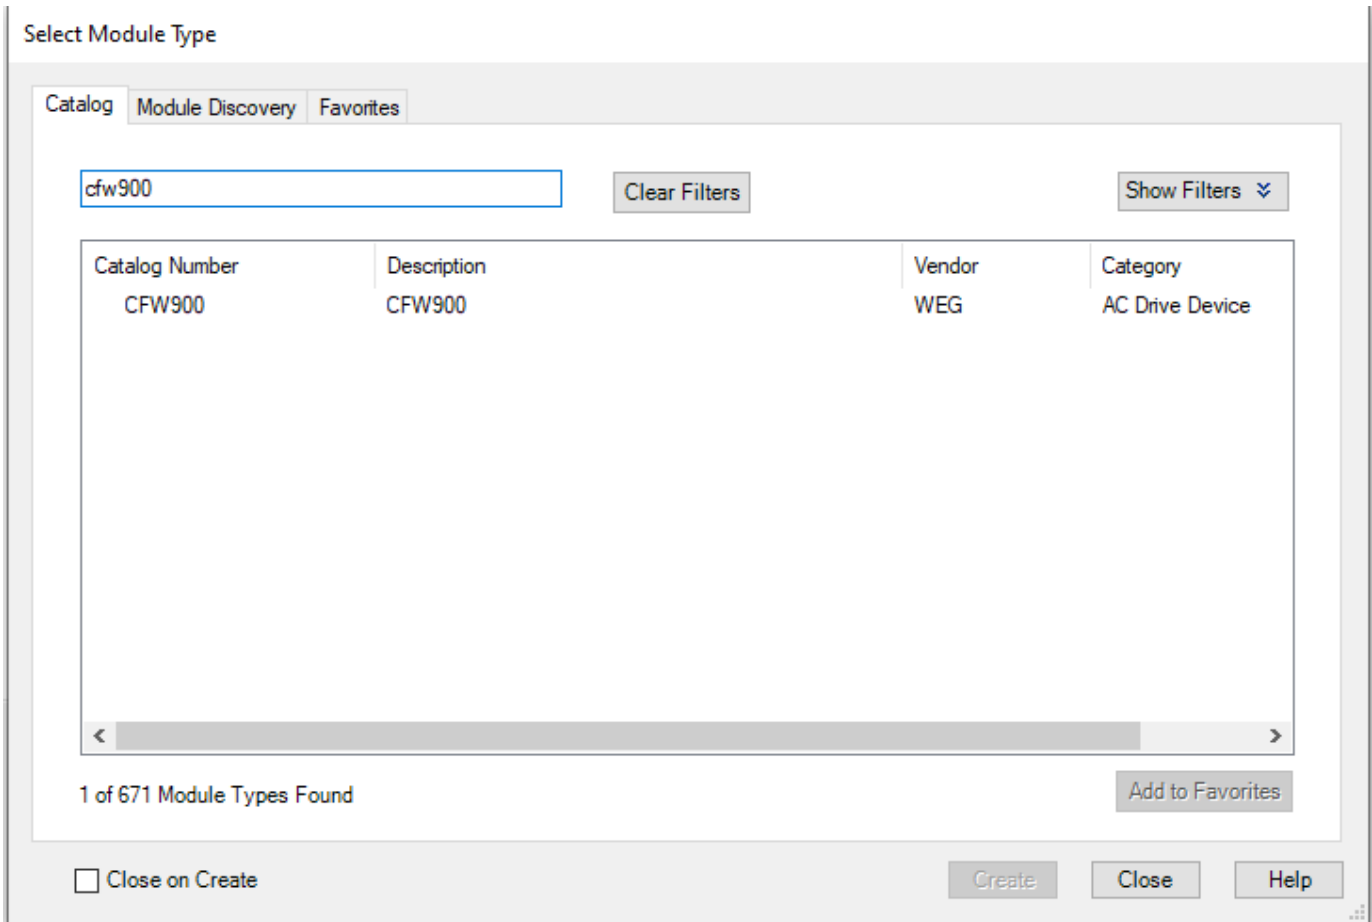 Select Module Type
Catalog Module Discovery Favorites
cfw900 Clear Filters Show Filters
Catalog Number Description Vendor Category
CFW900 CFW900 WEG AC Drive Device
1 of 671 Module Types Found Add to Favorites
Close on Create Create Close Help